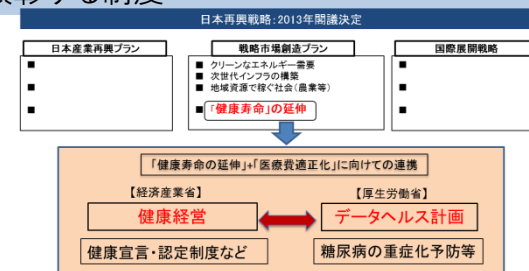 日本再興戦略:2013年閣議決定
日本産業再興プラン
■
■
■
戦略市場創造プラン
■ クリーンなエネルギー需要
■ 次世代インフラの構築
■ 地域資源で稼ぐ社会(農業等)
■ 「健康寿命」の延伸
国際展開戦略
■
■
■
「健康寿命の延伸」+「医療費適正化」に向けての連携
【経済産業省】
健康経営
健康宣言・認定制度など
【厚生労働省】
データヘルス計画
糖尿病の重症化予防等